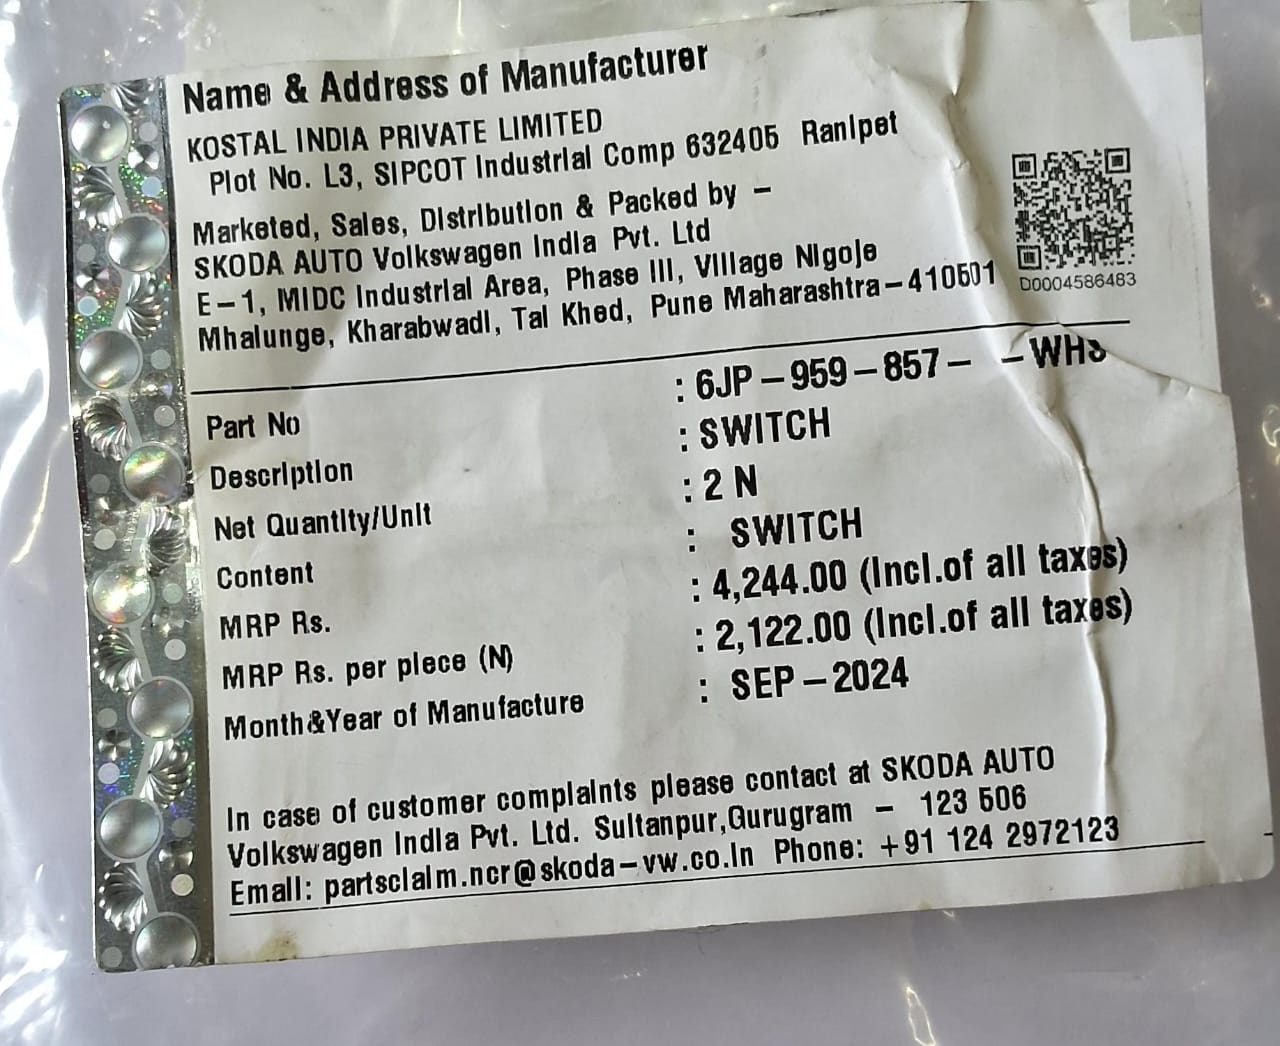 Name & Address of Manufacturer
KOSTAL INDIA PRIVATE LIMITED
Plot No. L3, SIPCOT Industrial Comp 632405 Ranipet
Marketed, Sales, Distribution & Packed by –
SKODA AUTO Volkswagen India Pvt. Ltd
E–1, MIDC Industrial Area, Phase III, Village Nigoje
Mhalunge, Kharabwadi, Tal Khed, Pune Maharashtra–410501
D0004586483
Part No : 6JP–959–857– –WHS
Description : SWITCH
Net Quantity/Unit : 2 N
Content : SWITCH
MRP Rs. : 4,244.00 (Incl.of all taxes)
MRP Rs. per piece (N) : 2,122.00 (Incl.of all taxes)
Month&Year of Manufacture : SEP–2024
In case of customer complaints please contact at SKODA AUTO
Volkswagen India Pvt. Ltd. Sultanpur,Gurugram – 123 506
Email: partsclaim.ncr@skoda–vw.co.in Phone: +91 124 2972123